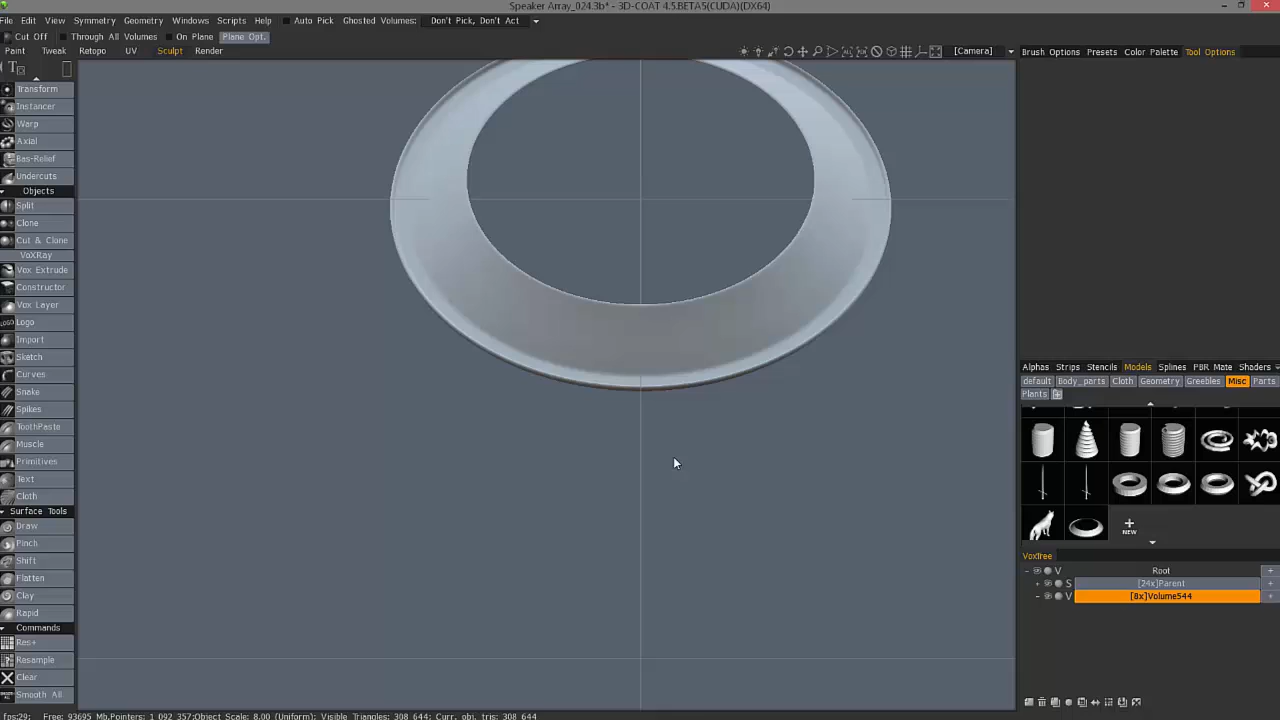 Speaker Array_024.3b* - 3D-COAT 4.5.BETA5(CUDA)(DX64)
File Edit View Symmetry Geometry Windows Scripts Help Auto Pick Ghosted Volumes: Don't Pick, Don't Act
Cut Off Through All Volumes On Plane Plane Opt.
Paint Tweak Retopo UV Sculpt Render [Camera] Brush Options Presets Color Palette Tool Options
Transform
Instancer
Warp
Axial
Bas-Relief
Undercuts
Objects
Split
Clone
Cut & Clone
VoXRay
Vox Extrude
Constructor
Vox Layer
Logo
Import
Sketch
Curves
Snake
Spikes
ToothPaste
Muscle
Primitives
Text
Cloth
Surface Tools
Draw
Pinch
Shift
Flatten
Clay
Rapid
Commands
Res+
Resample
Clear
Smooth All
Alphas Strips Stencils Models Splines PBR Mate Shaders
default Body_parts Cloth Geometry Greebles Misc Parts
Plants
NEW
VoxTree
V Root
S [24x]Parent
V [8x]Volume544
fps:29; Free: 93695 Mb,Pointers: 1 092 357;Object Scale: 8.00 (Uniform); Visible Triangles: 308 644; Curr. obj. tris: 308 644;